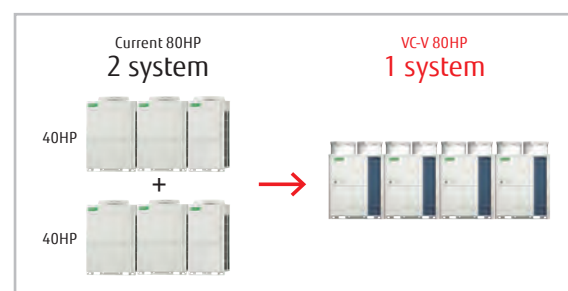 Current 80HP
2 system
VC-V 80HP
1 system
40HP
+
40HP